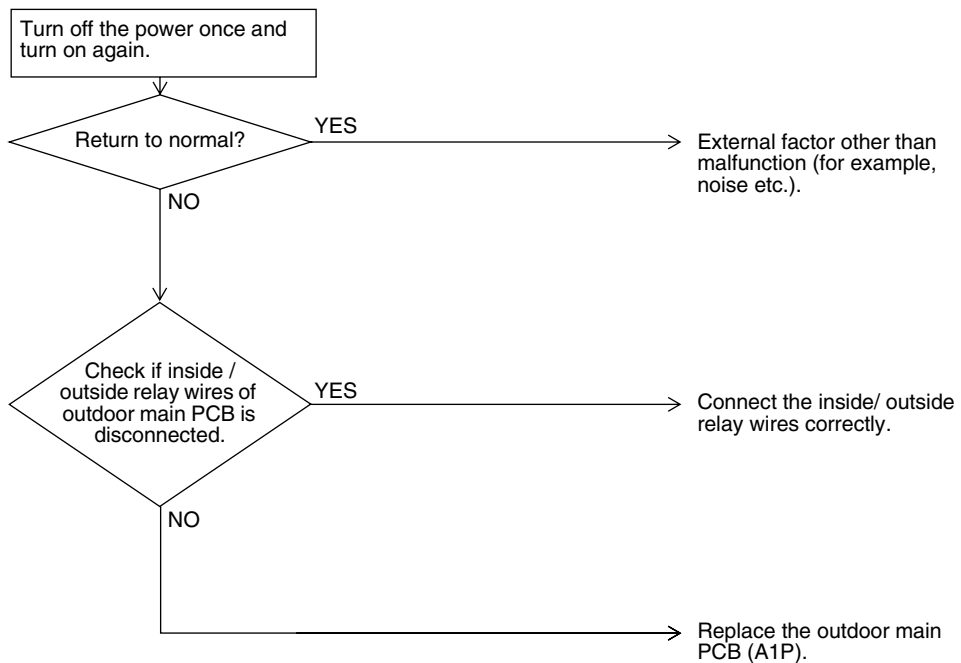 Turn off the power once and
turn on again.
Return to normal?
YES
External factor other than
malfunction (for example,
noise etc.).
NO
Check if inside /
outside relay wires of
outdoor main PCB is
disconnected.
YES
Connect the inside/ outside
relay wires correctly.
NO
Replace the outdoor main
PCB (A1P).